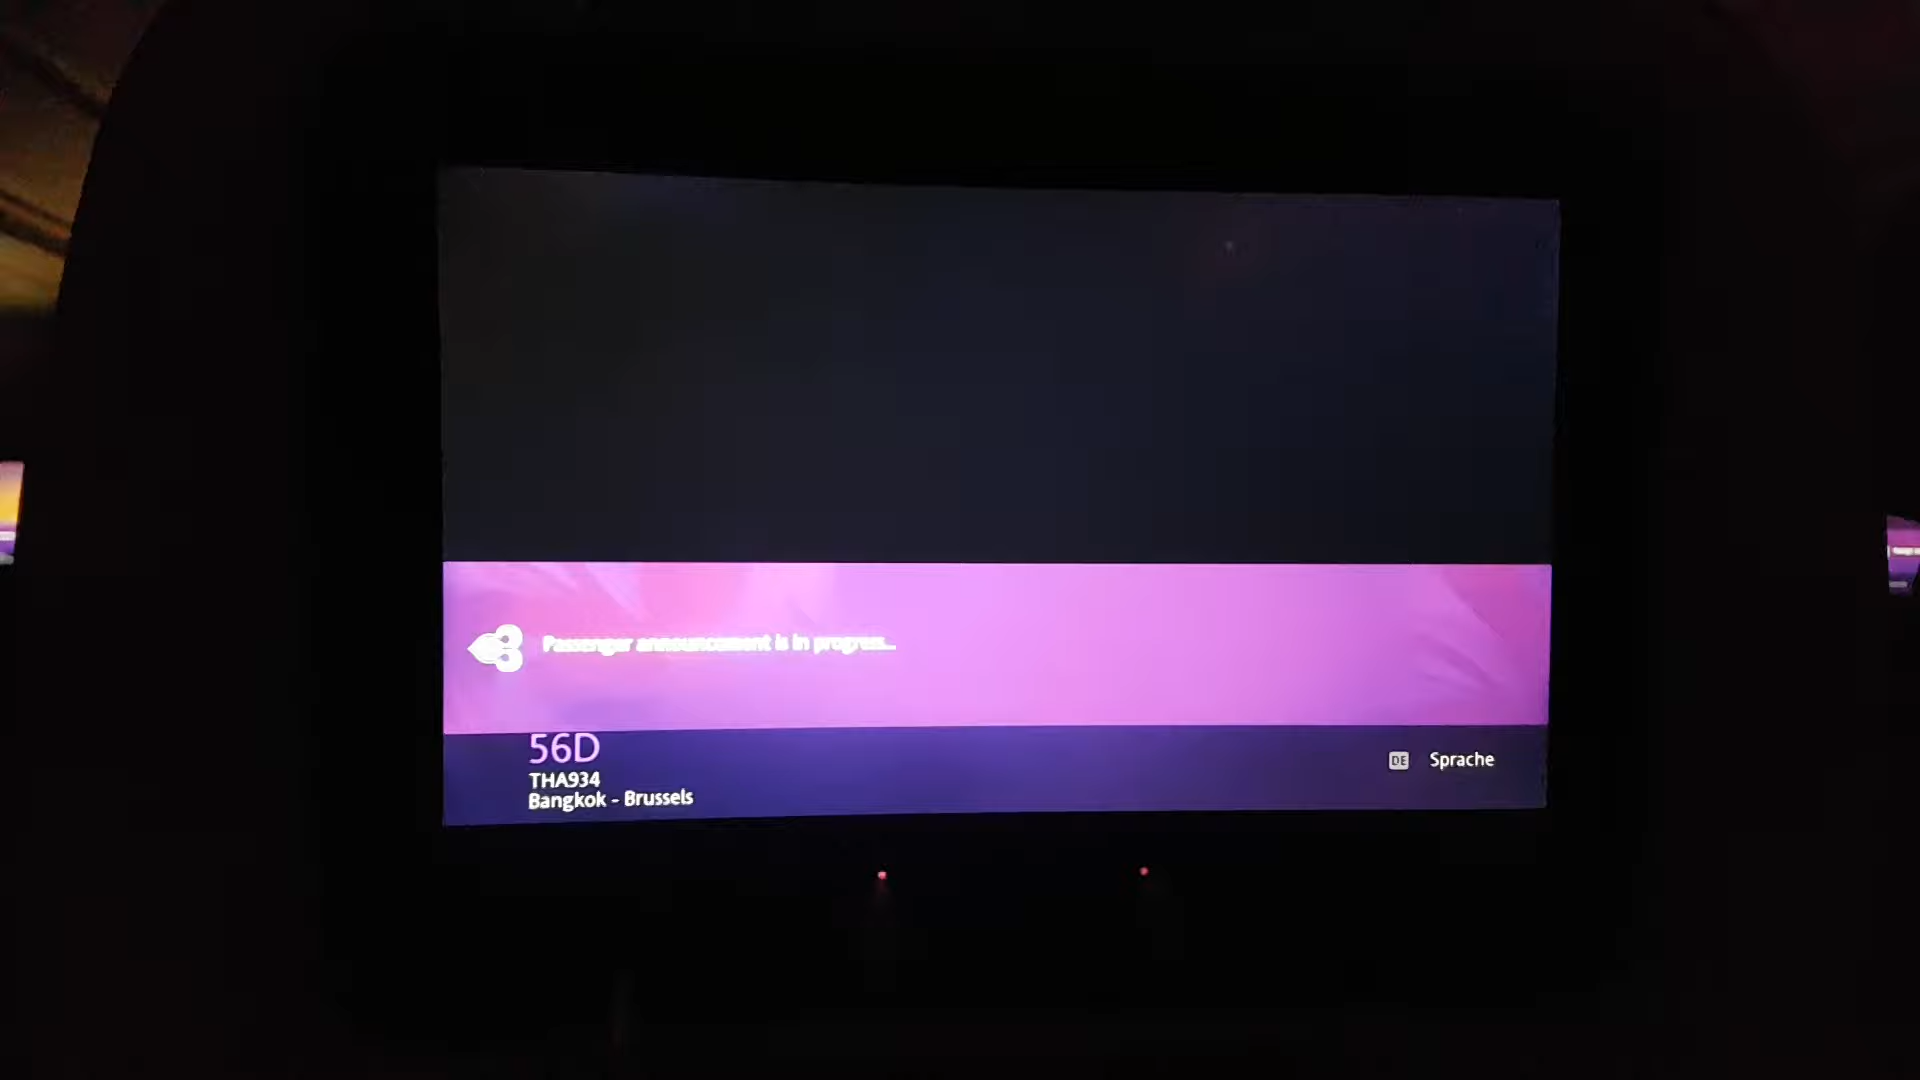 Passenger announcement is in progress...
56D
THA934
Bangkok - Brussels
DE Sprache